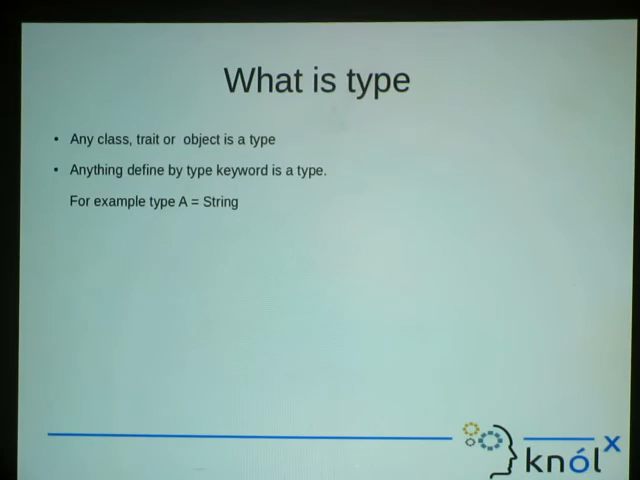 What is type
• Any class, trait or object is a type
• Anything define by type keyword is a type.
For example type A = String
knólx